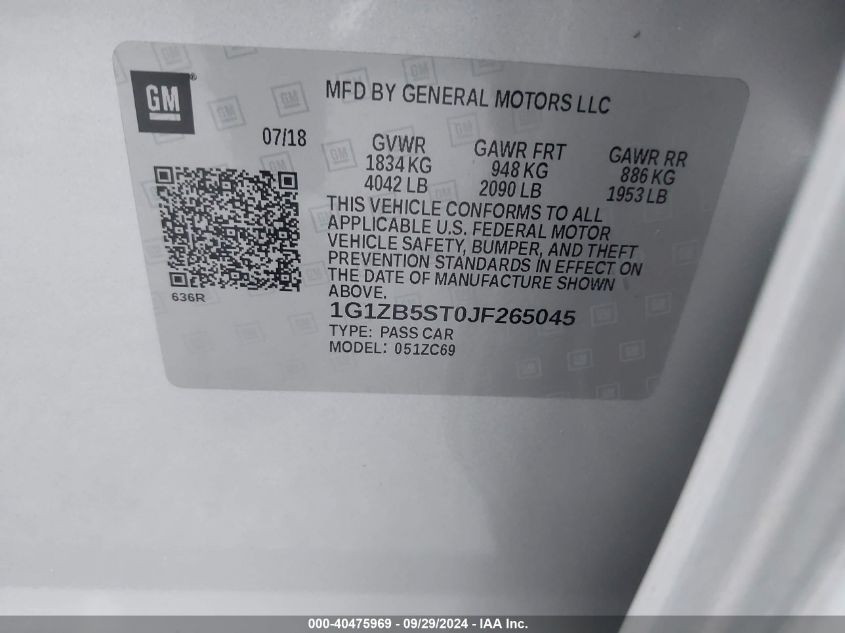 GM
MFD BY GENERAL MOTORS LLC
07/18
GVWR
1834 KG
4042 LB
GAWR FRT
948 KG
2090 LB
GAWR RR
886 KG
1953 LB
THIS VEHICLE CONFORMS TO ALL
APPLICABLE U.S. FEDERAL MOTOR
VEHICLE SAFETY, BUMPER, AND THEFT
PREVENTION STANDARDS IN EFFECT ON
THE DATE OF MANUFACTURE SHOWN
ABOVE.
636R
1G1ZB5ST0JF265045
TYPE: PASS CAR
MODEL: 051ZC69
000-40475969 - 09/29/2024 - IAA Inc.